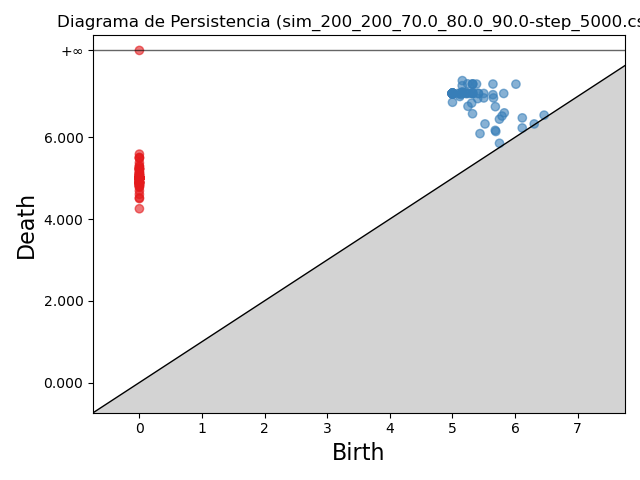 Diagrama de Persistencia (sim_200_200_70.0_80.0_90.0-step_5000.cs
+∞
6.000
4.000
2.000
0.000
Death
0 1 2 3 4 5 6 7
Birth